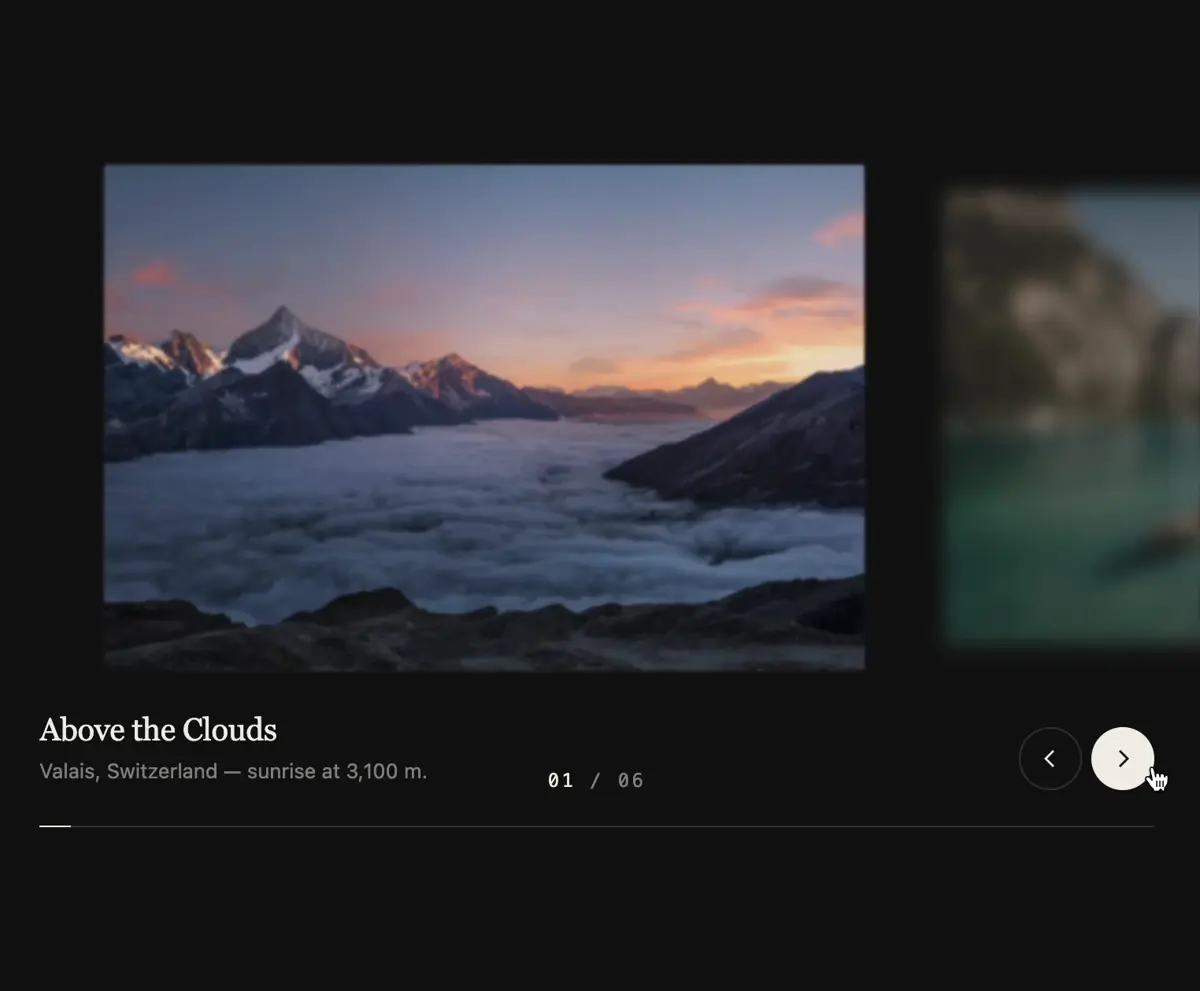 Above the Clouds
Valais, Switzerland — sunrise at 3,100 m.
01 / 06